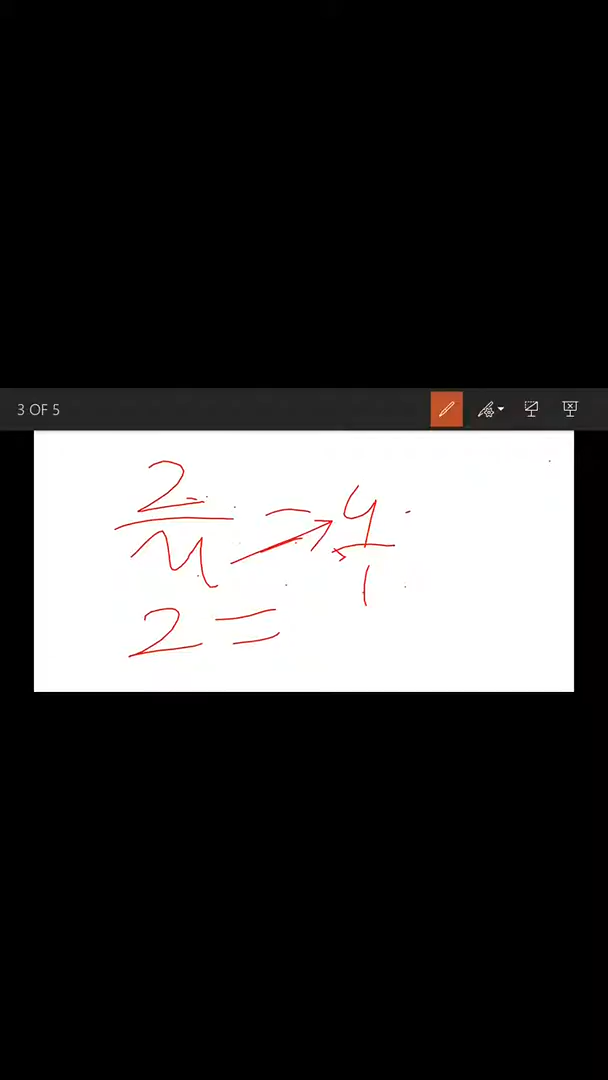 3 OF 5
2 = 4
1
2 =